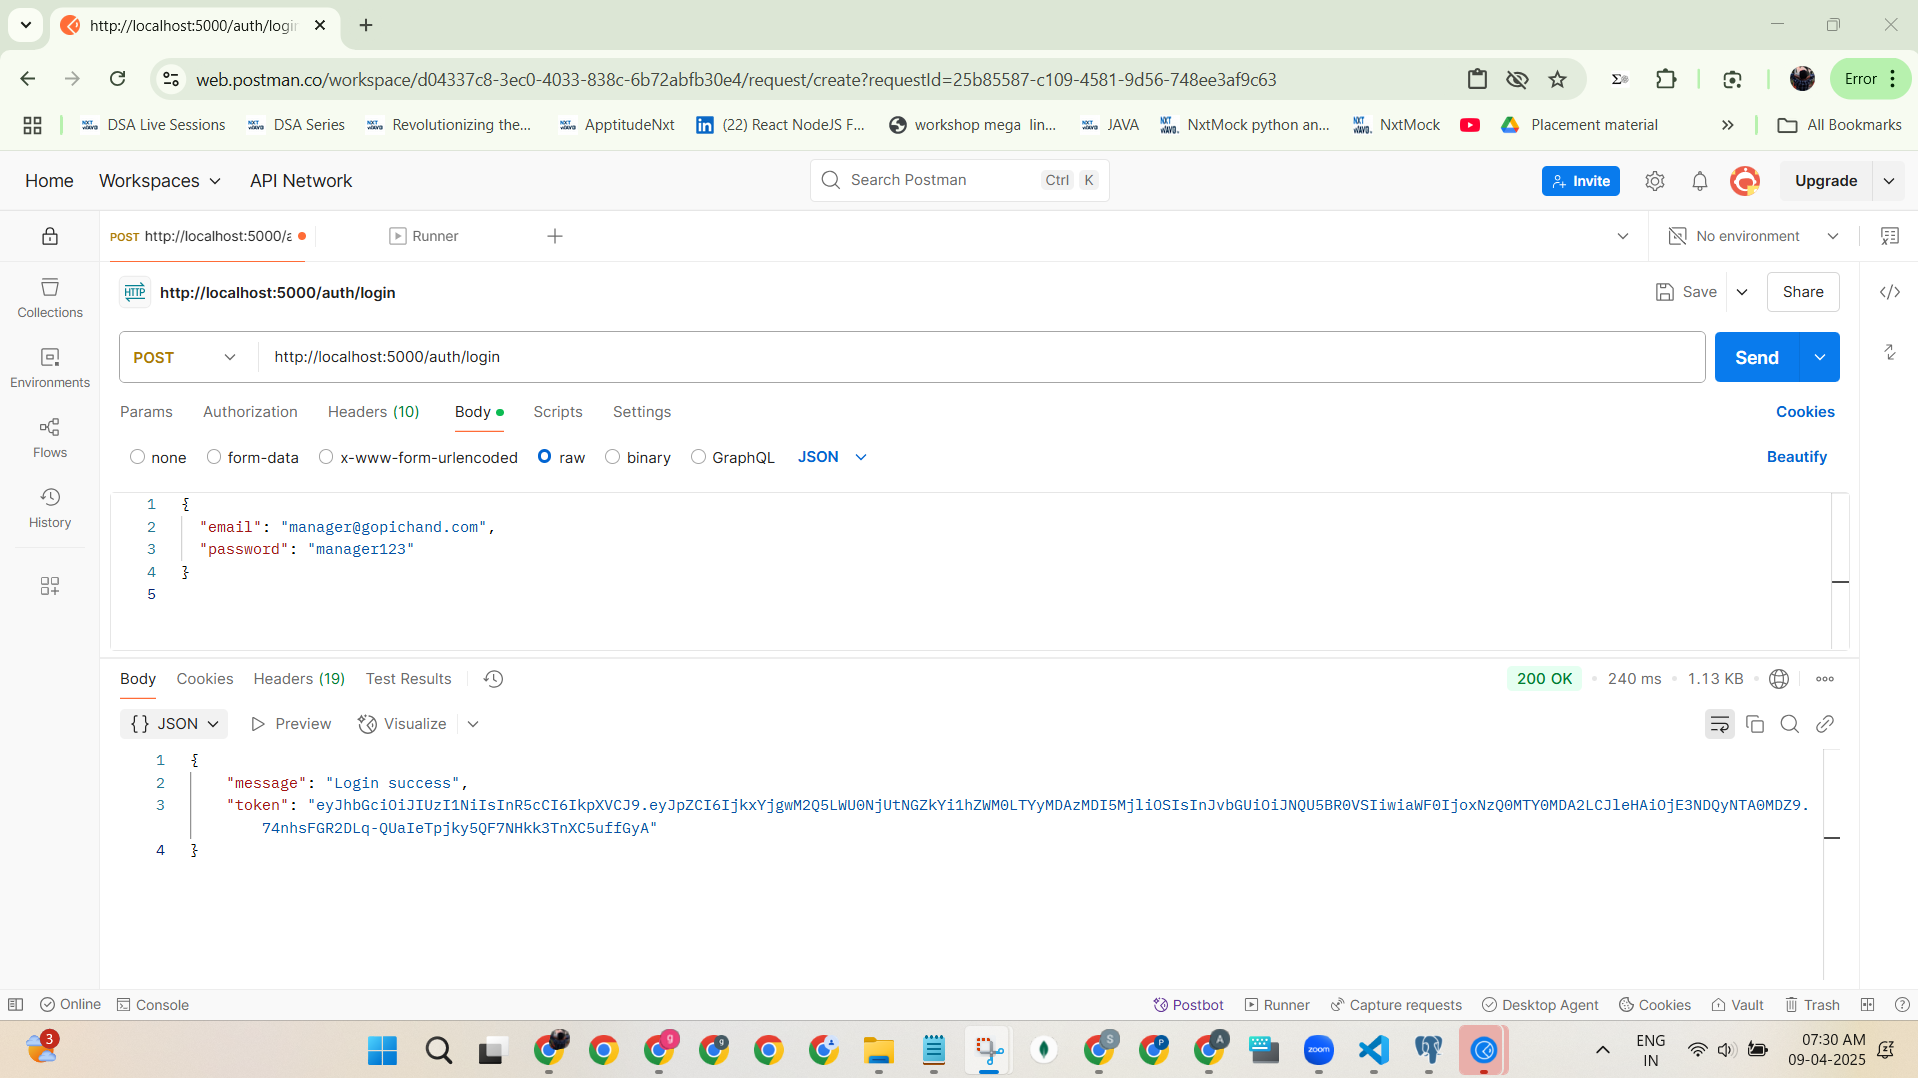 http://localhost:5000/auth/login
web.postman.co/workspace/d04337c8-3ec0-4033-838c-6b72abfb30e4/request/create?requestId=25b85587-c109-4581-9d56-748ee3af9c63
Error
DSA Live Sessions DSA Series Revolutionizing the... ApptitudeNxt (22) React NodeJS F... workshop mega lin... JAVA NxtMock python an... NxtMock Placement material All Bookmarks
Home Workspaces API Network Search Postman Ctrl K Invite Upgrade
POST http://localhost:5000/a Runner No environment
HTTP http://localhost:5000/auth/login Save Share
Collections
POST http://localhost:5000/auth/login Send
Environments
Params Authorization Headers (10) Body Scripts Settings Cookies
Flows
none form-data x-www-form-urlencoded raw binary GraphQL JSON Beautify
History
1 {
2 "email": "manager@gopichand.com",
3 "password": "manager123"
4 }
5
Body Cookies Headers (19) Test Results 200 OK 240 ms 1.13 KB
{} JSON Preview Visualize
1 {
2 "message": "Login success",
3 "token": "eyJhbGciOiJIUzI1NiIsInR5cCI6IkpXVCJ9.eyJpZCI6IjkxYjgwM2Q5LWU0NjUtNGZkYi1hZWM0LTYyMDAzMDI5MjliOSIsInJvbGUiOiJNQU5BR0VSIiwiaWF0IjoxNzQ0MTY0MDA2LCJleHAiOjE3NDQyNTA0MDZ9.
74nhsFGR2DLq-QUaIeTpjky5QF7NHkk3TnXC5uffGyA"
4 }
Online Console Postbot Runner Capture requests Desktop Agent Cookies Vault Trash
3 g g S P A zoom
ENG
IN
07:30 AM
09-04-2025